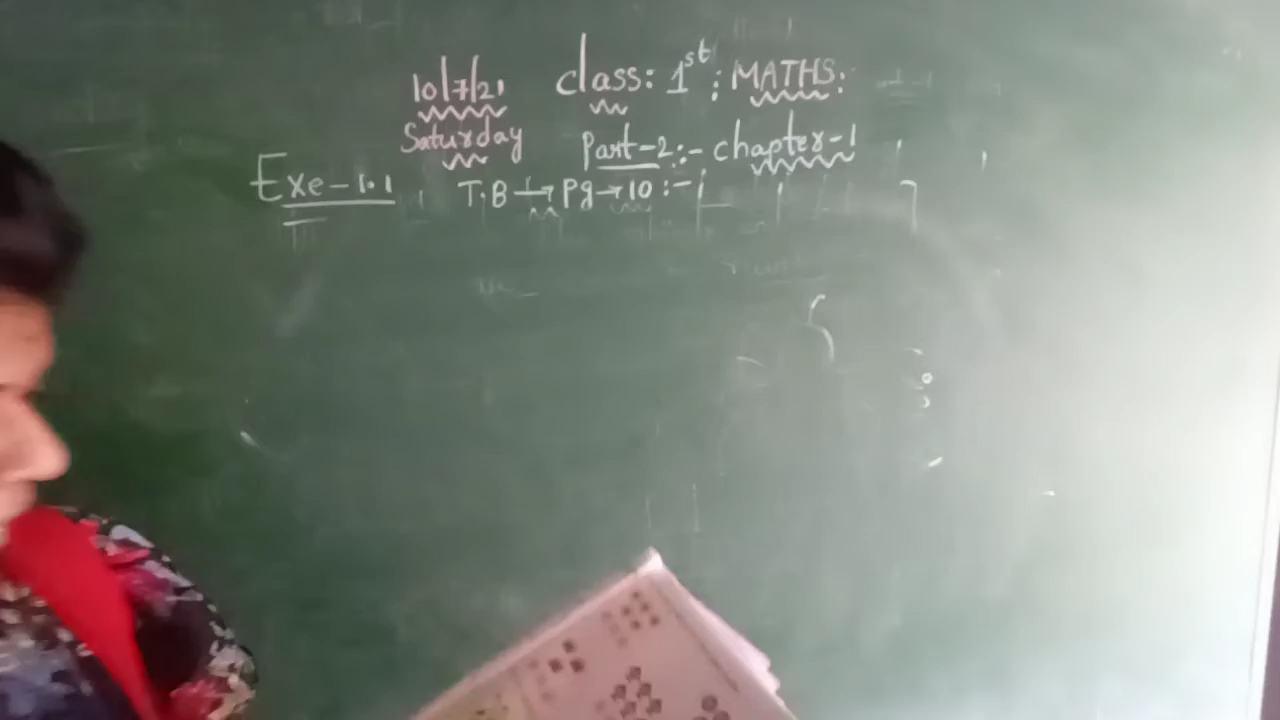 10/7/21 class: 1st : MATHS:
Saturday Part-2:- chapter-1
Exe-1.1 T.B → Pg → 10 :-